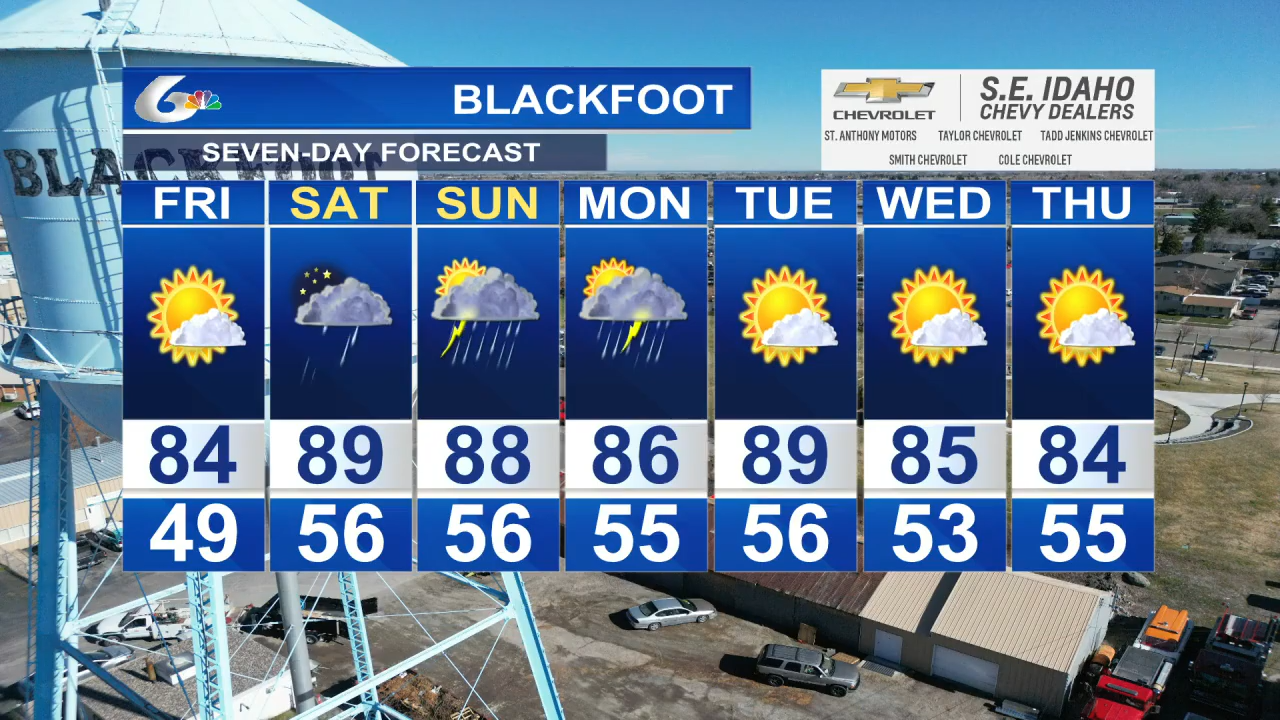 6
BLACKFOOT
SEVEN-DAY FORECAST
CHEVROLET
S.E. IDAHO
CHEVY DEALERS
ST. ANTHONY MOTORS TAYLOR CHEVROLET TADD JENKINS CHEVROLET
SMITH CHEVROLET COLE CHEVROLET
BLACKFOOT
FRI SAT SUN MON TUE WED THU
84 89 88 86 89 85 84
49 56 56 55 56 53 55